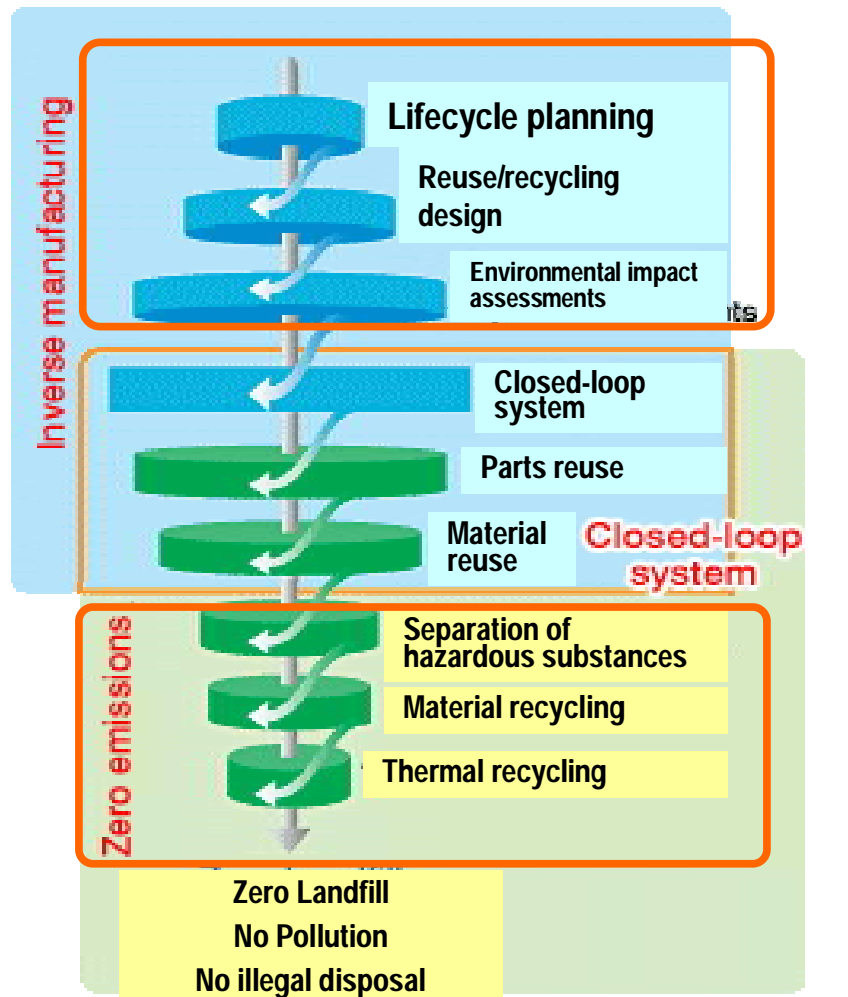 Inverse manufacturing
Lifecycle planning
Reuse/recycling
design
Environmental impact
assessments
Closed-loop
system
Parts reuse
Material
reuse
Closed-loop
system
Zero emissions
Separation of
hazardous substances
Material recycling
Thermal recycling
Zero Landfill
No Pollution
No illegal disposal